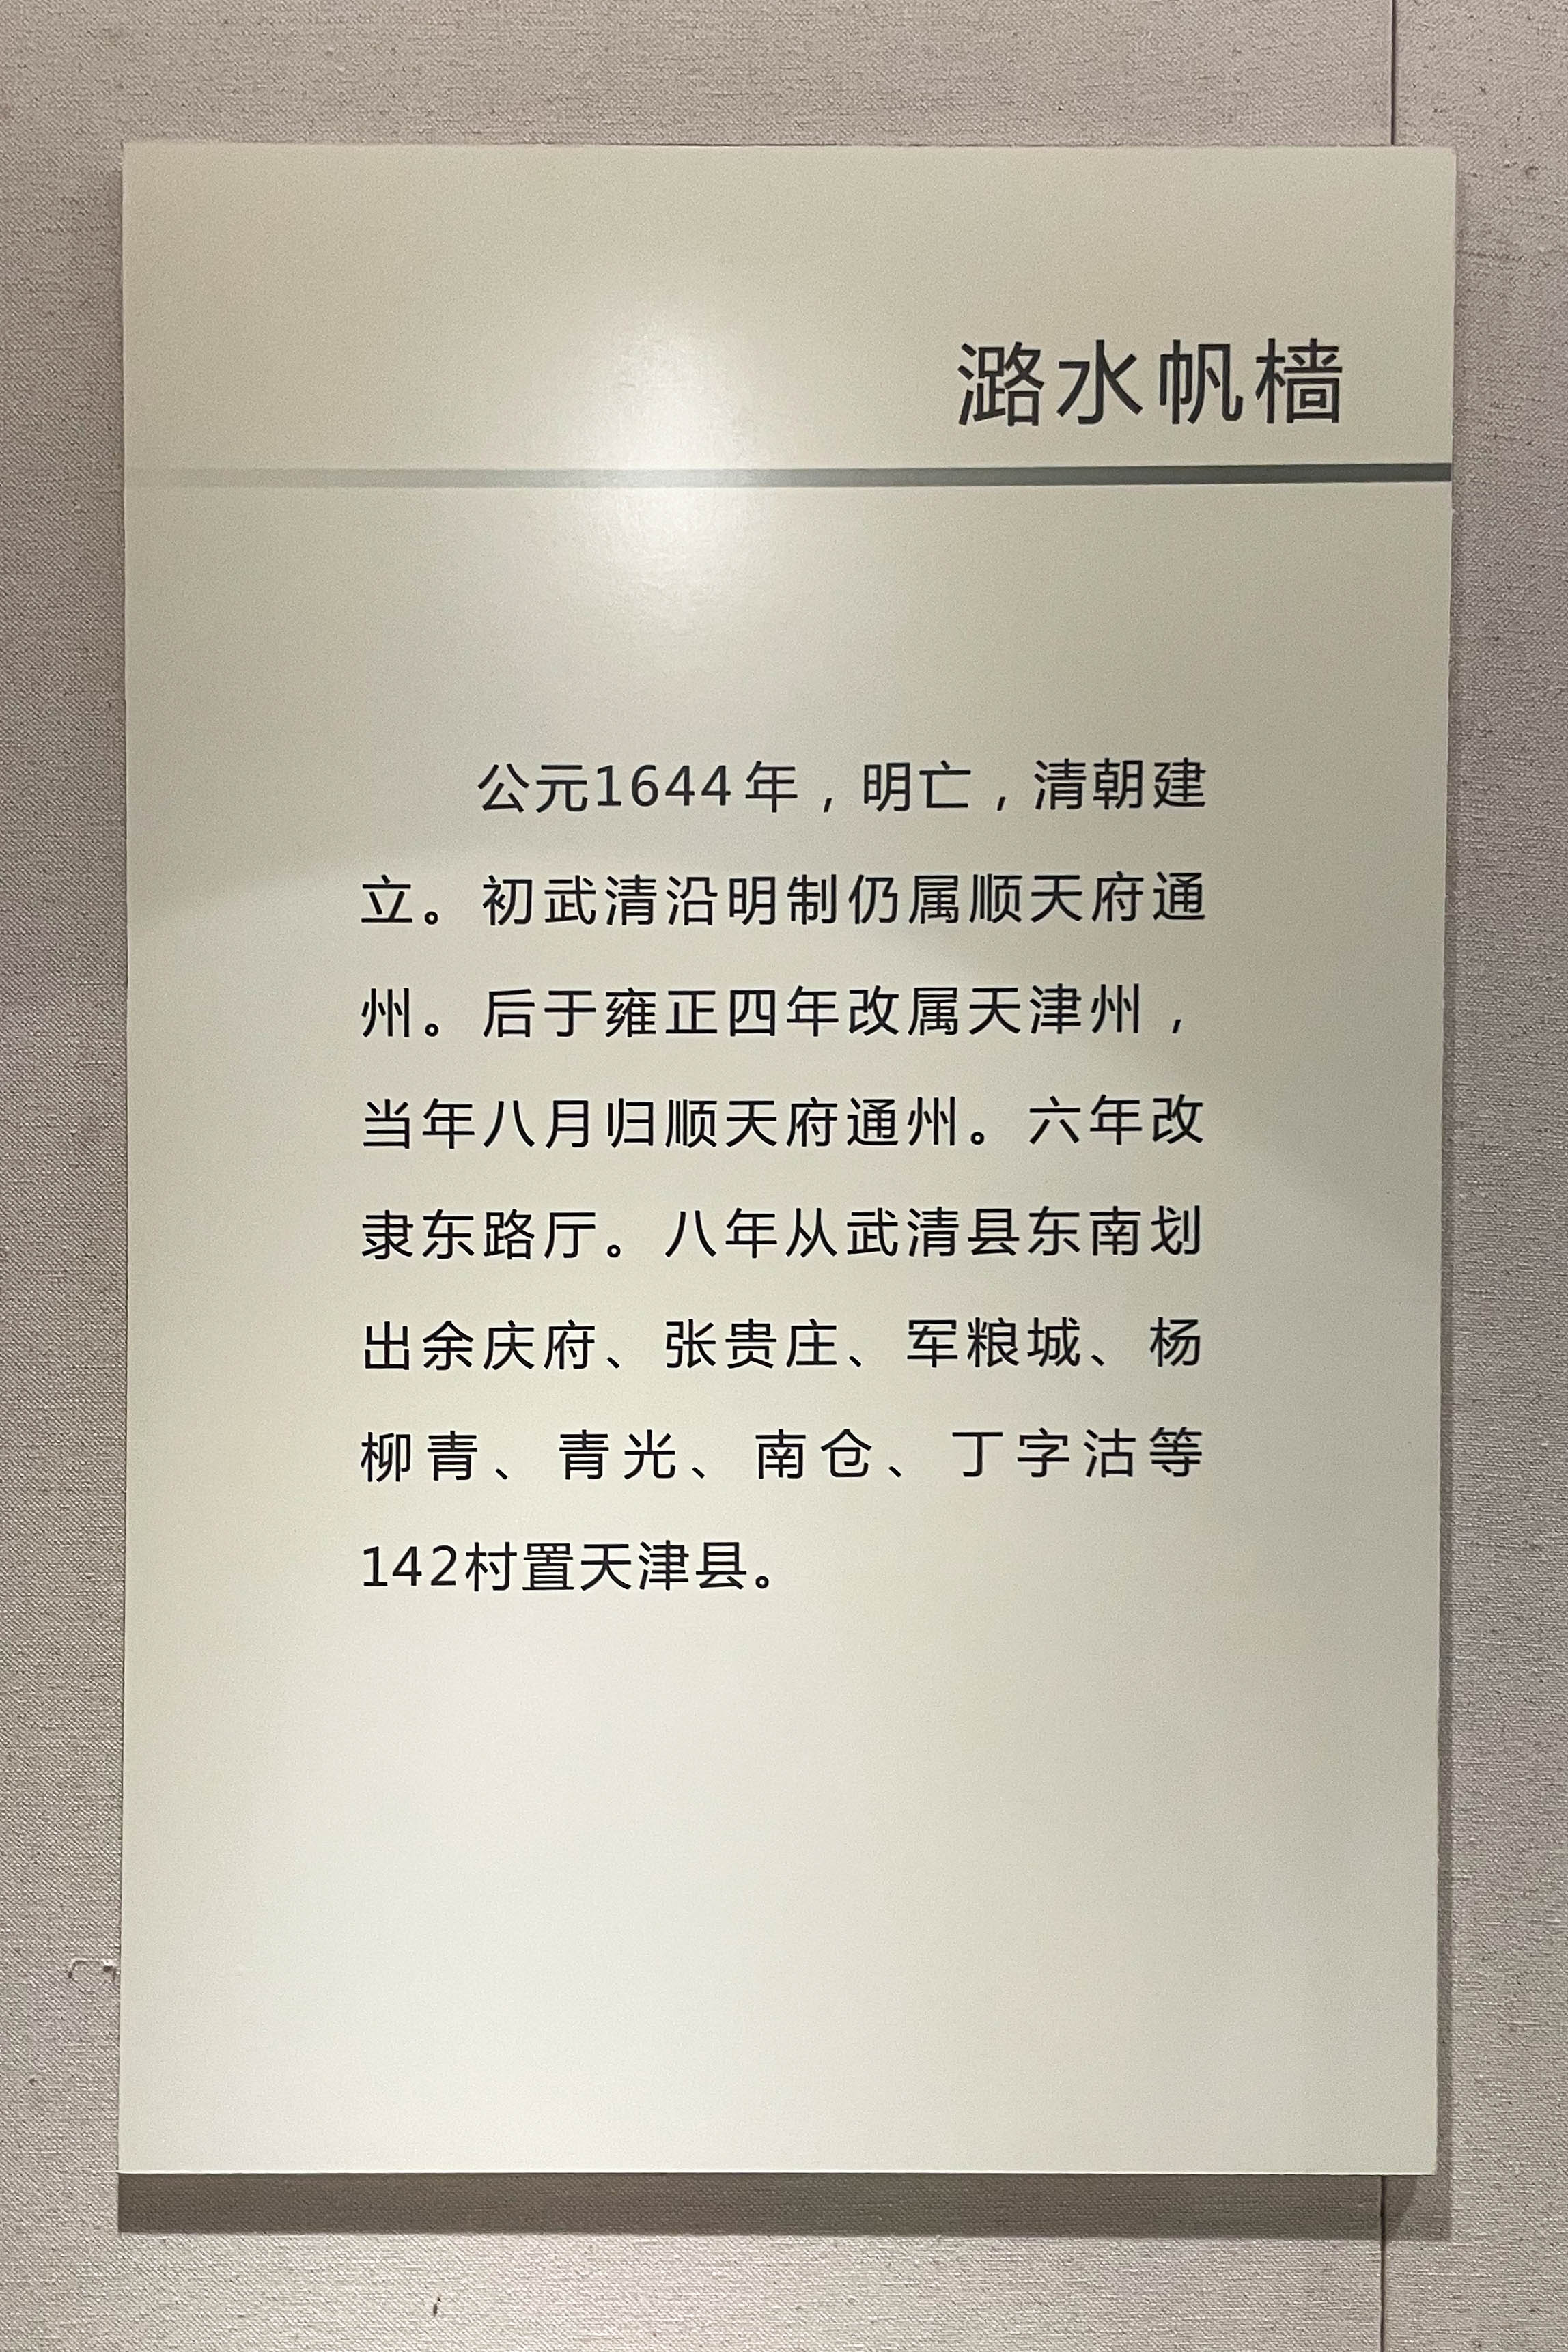 潞水帆樯
公元1644年，明亡，清朝建
立。初武清沿明制仍属顺天府通
州。后于雍正四年改属天津州，
当年八月归顺天府通州。六年改
隶东路厅。八年从武清县东南划
出余庆府、张贵庄、军粮城、杨
柳青、青光、南仓、丁字沽等
142村置天津县。